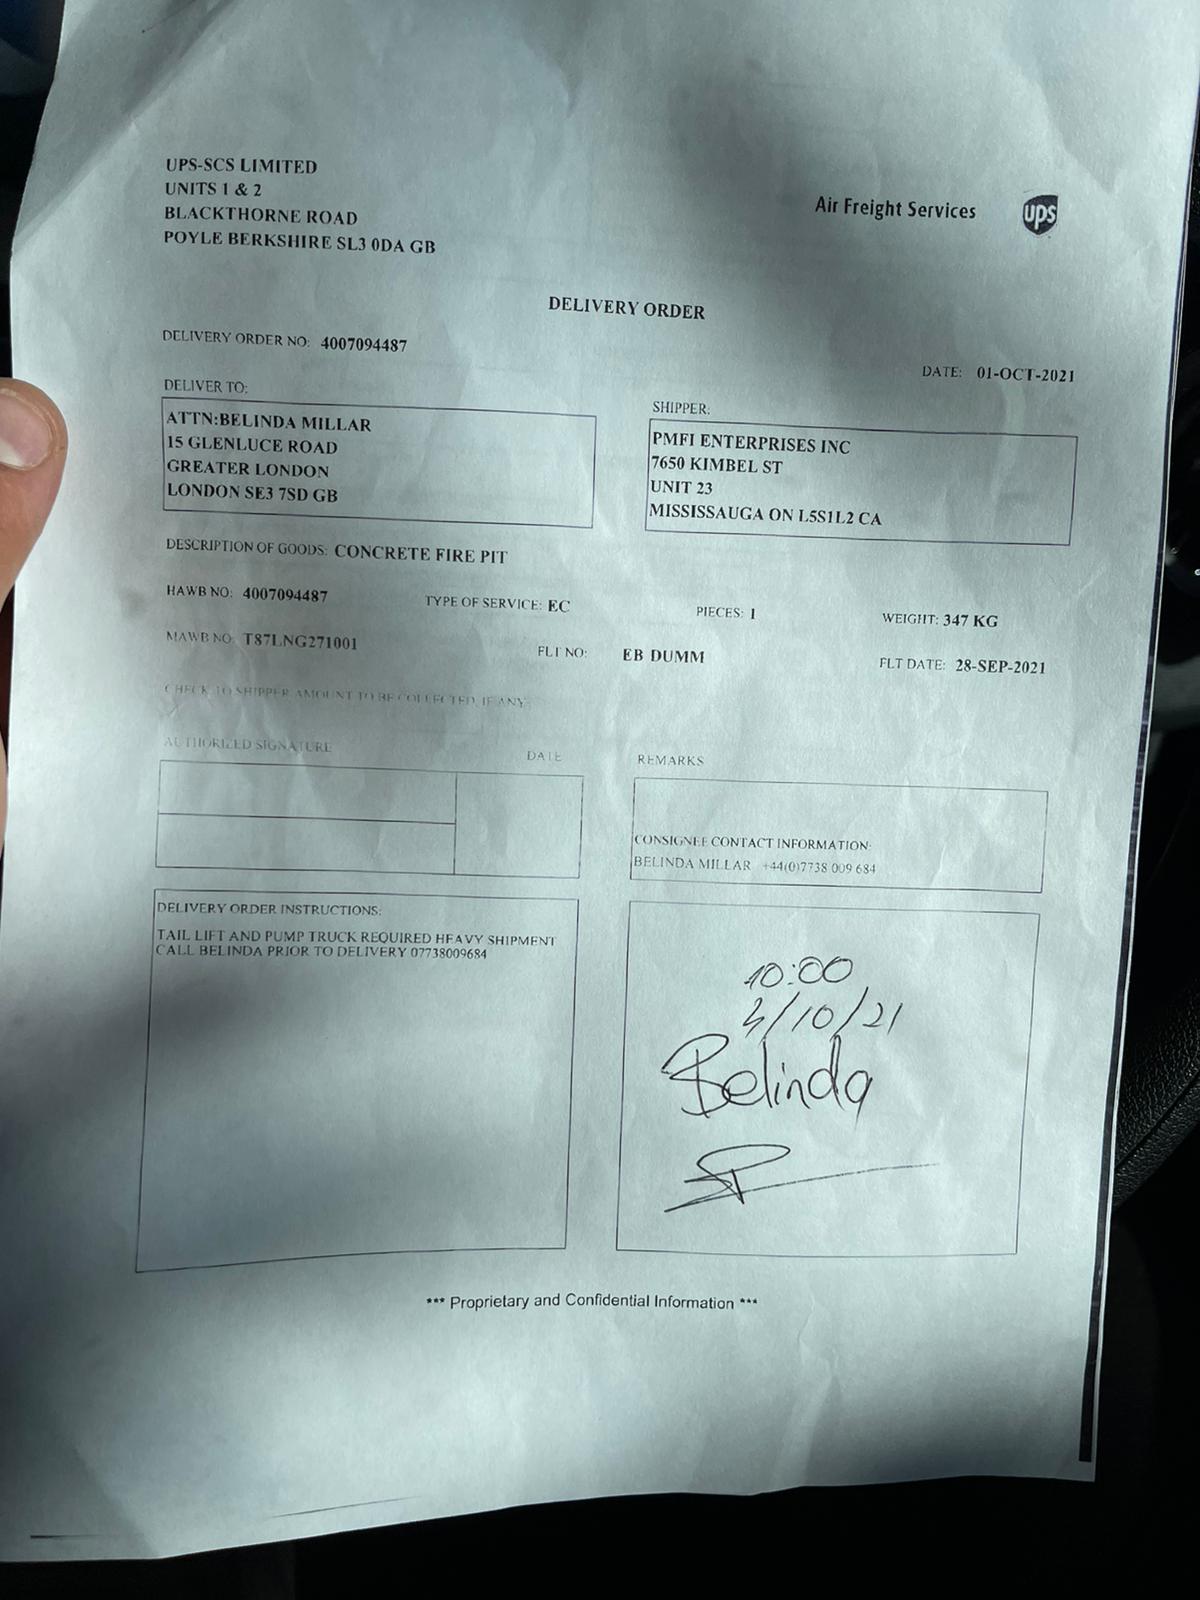 UPS-SCS LIMITED
UNITS 1 & 2
BLACKTHORNE ROAD
POYLE BERKSHIRE SL3 0DA GB
Air Freight Services
ups
DELIVERY ORDER
DELIVERY ORDER NO: 4007094487
DATE: 01-OCT-2021
DELIVER TO:
ATTN:BELINDA MILLAR
15 GLENLUCE ROAD
GREATER LONDON
LONDON SE3 7SD GB
SHIPPER:
PMFI ENTERPRISES INC
7650 KIMBEL ST
UNIT 23
MISSISSAUGA ON L5S1L2 CA
DESCRIPTION OF GOODS: CONCRETE FIRE PIT
HAWB NO: 4007094487 TYPE OF SERVICE: EC PIECES: 1 WEIGHT: 347 KG
MAWB NO: T87LNG271001 FLT NO: EB DUMM FLT DATE: 28-SEP-2021
CHECK TO SHIPPER AMOUNT TO BE COLLECTED, IF ANY:
AUTHORIZED SIGNATURE DATE
REMARKS
CONSIGNEE CONTACT INFORMATION:
BELINDA MILLAR +44(0)7738 009 684
DELIVERY ORDER INSTRUCTIONS:
TAIL LIFT AND PUMP TRUCK REQUIRED HEAVY SHIPMENT
CALL BELINDA PRIOR TO DELIVERY 07738009684
10:00
/10/21
Belinda
*** Proprietary and Confidential Information ***